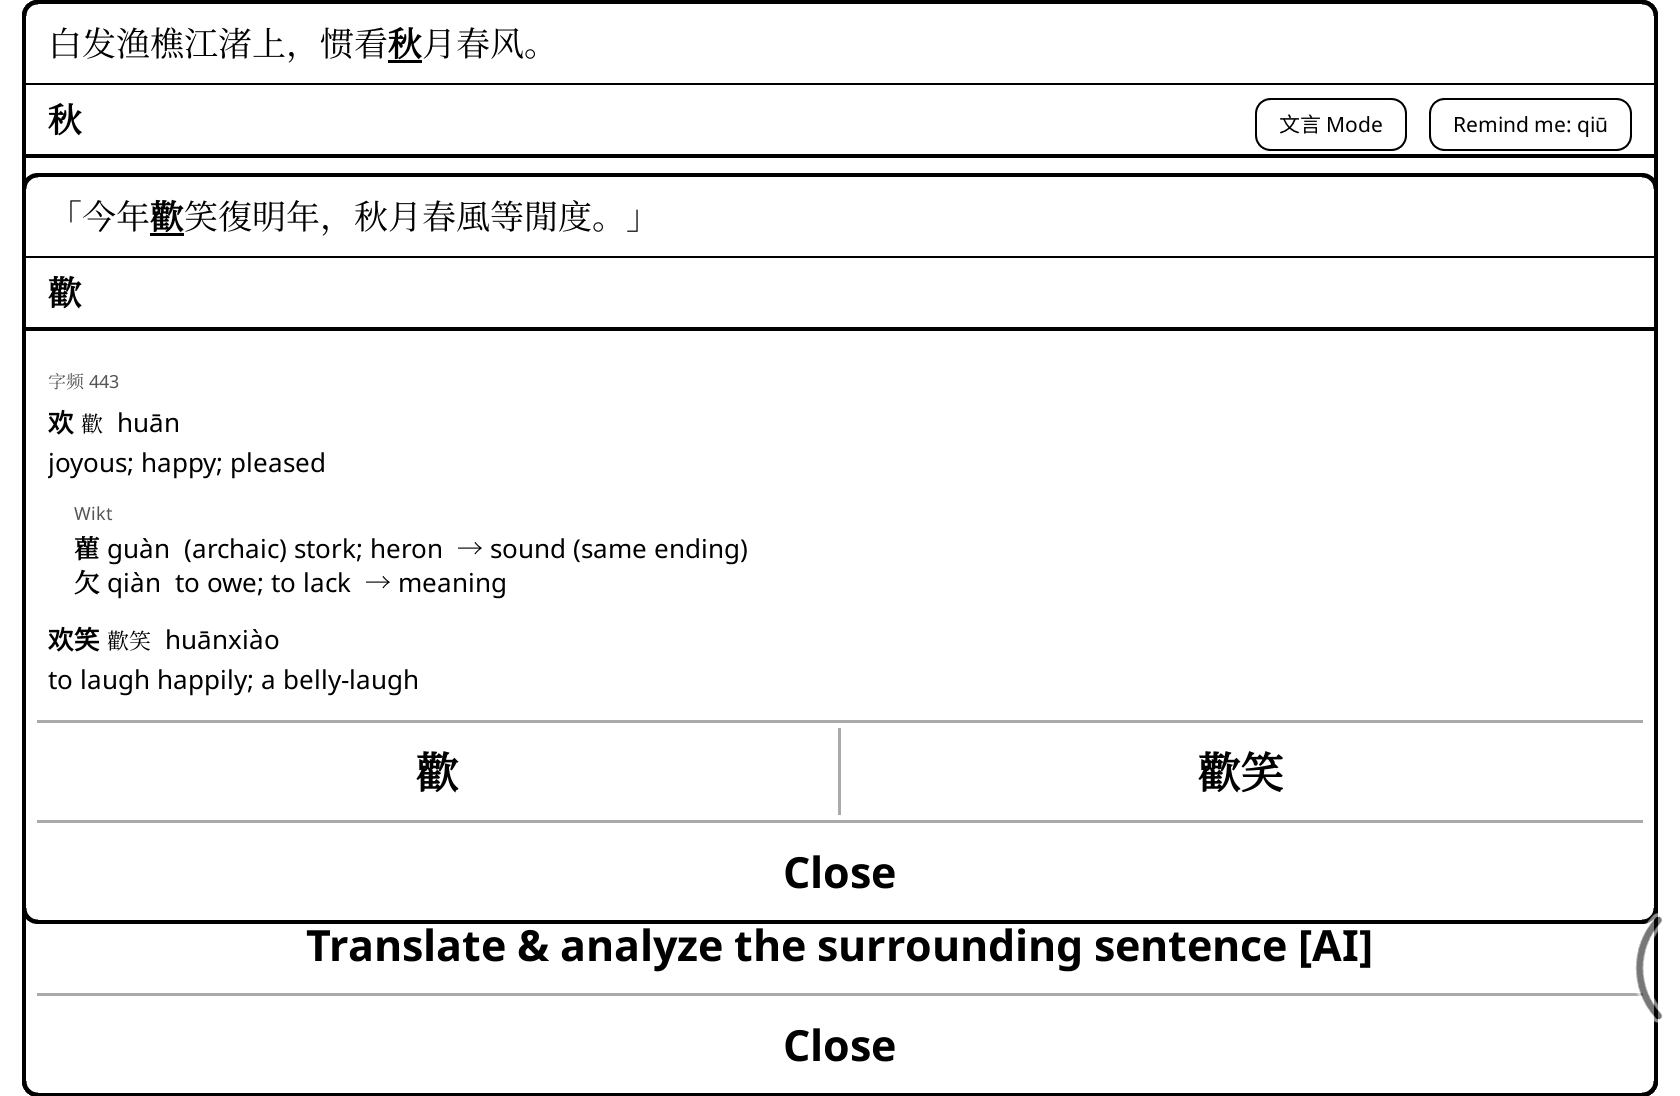 白发渔樵江渚上，惯看秋月春风。
秋
文言 Mode
Remind me: qiū
「今年歡笑復明年，秋月春風等閒度。」
歡
字频 443
欢 歡 huān
joyous; happy; pleased
Wikt
雚 guàn (archaic) stork; heron → sound (same ending)
欠 qiàn to owe; to lack → meaning
欢笑 歡笑 huānxiào
to laugh happily; a belly-laugh
歡
歡笑
Close
Translate & analyze the surrounding sentence [AI]
Close